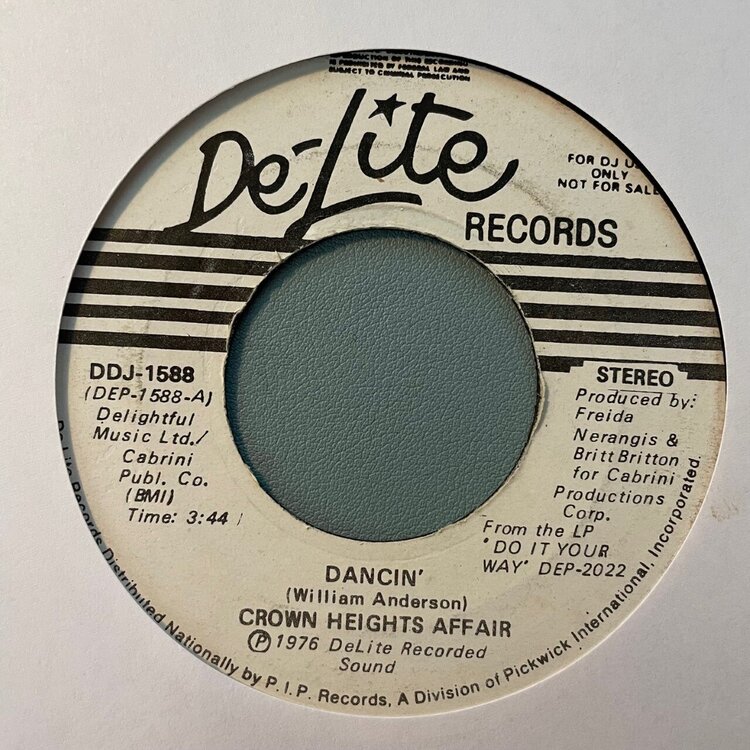 IS PROHIBITED BY FEDERAL LAW AND
SUBJECT TO CRIMINAL PROSECUTION
De-Lite
RECORDS
FOR DJ
ONLY
NOT FOR SALE
DDJ-1588
(DEP-1588-A)
Delightful
Music Ltd./
Cabrini
Publ. Co.
(BMI)
Time: 3:44
STEREO
Produced by:
Freida
Nerangis &
Britt Britton
for Cabrini
Productions
Corp.
From the LP
"DO IT YOUR
WAY" DEP-2022
DANCIN'
(William Anderson)
CROWN HEIGHTS AFFAIR
Ⓟ 1976 DeLite Recorded
Sound
De-Lite Records Distributed Nationally by P.I.P. Records, A Division of Pickwick International, Incorporated.